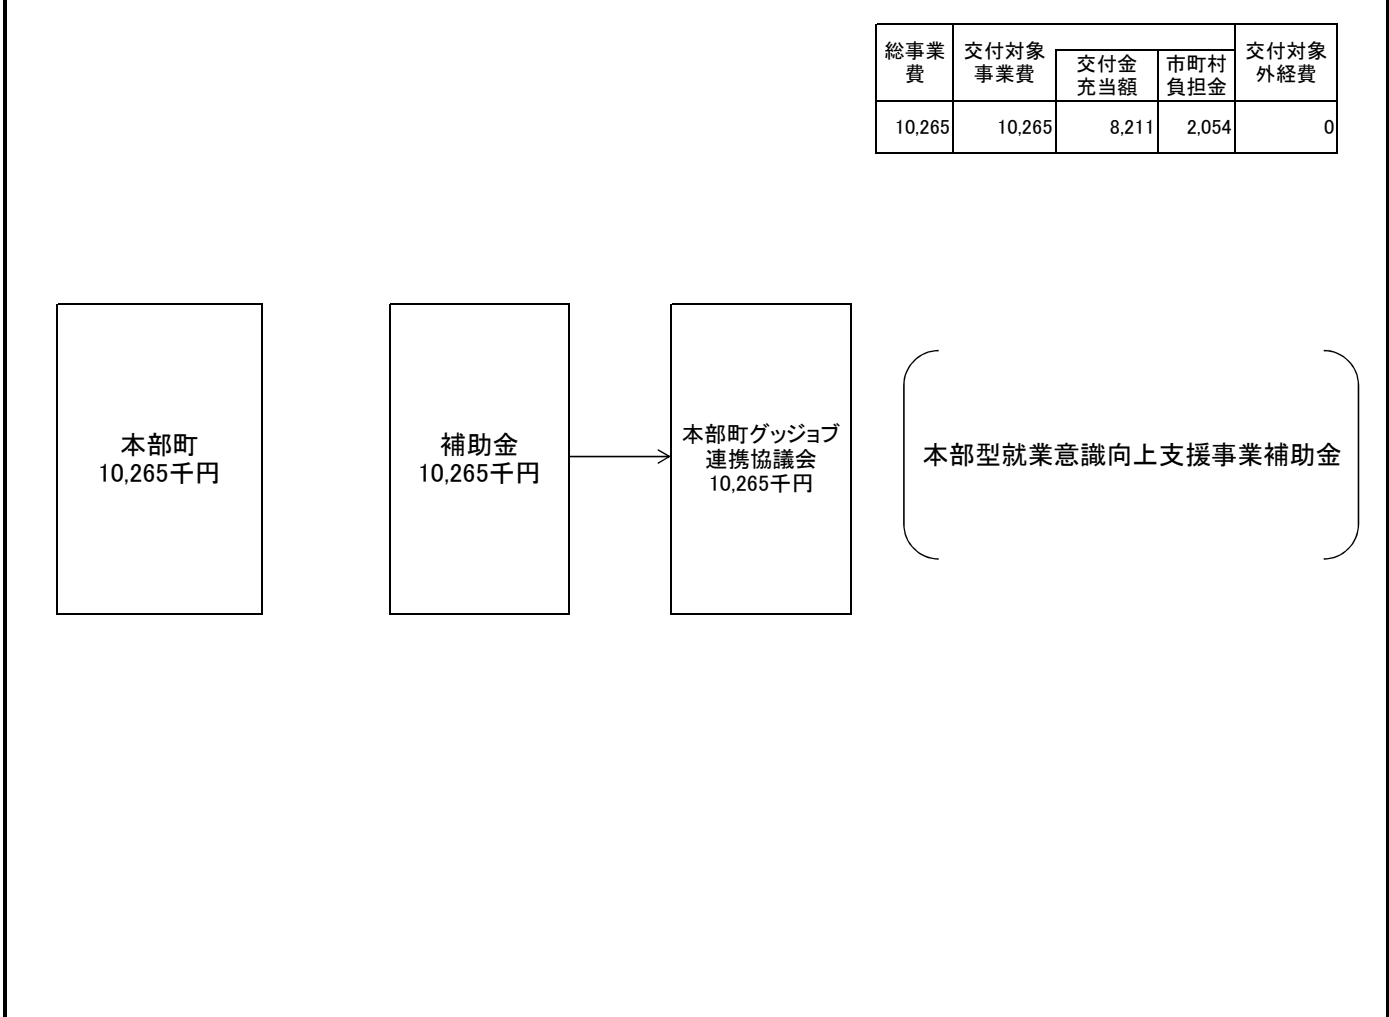 総事業
費
交付対象
事業費
交付金
充当額
市町村
負担金
交付対象
外経費
10,265
10,265
8,211
2,054
0
本部町
10,265千円
補助金
10,265千円
本部町グッジョブ
連携協議会
10,265千円
本部型就業意識向上支援事業補助金